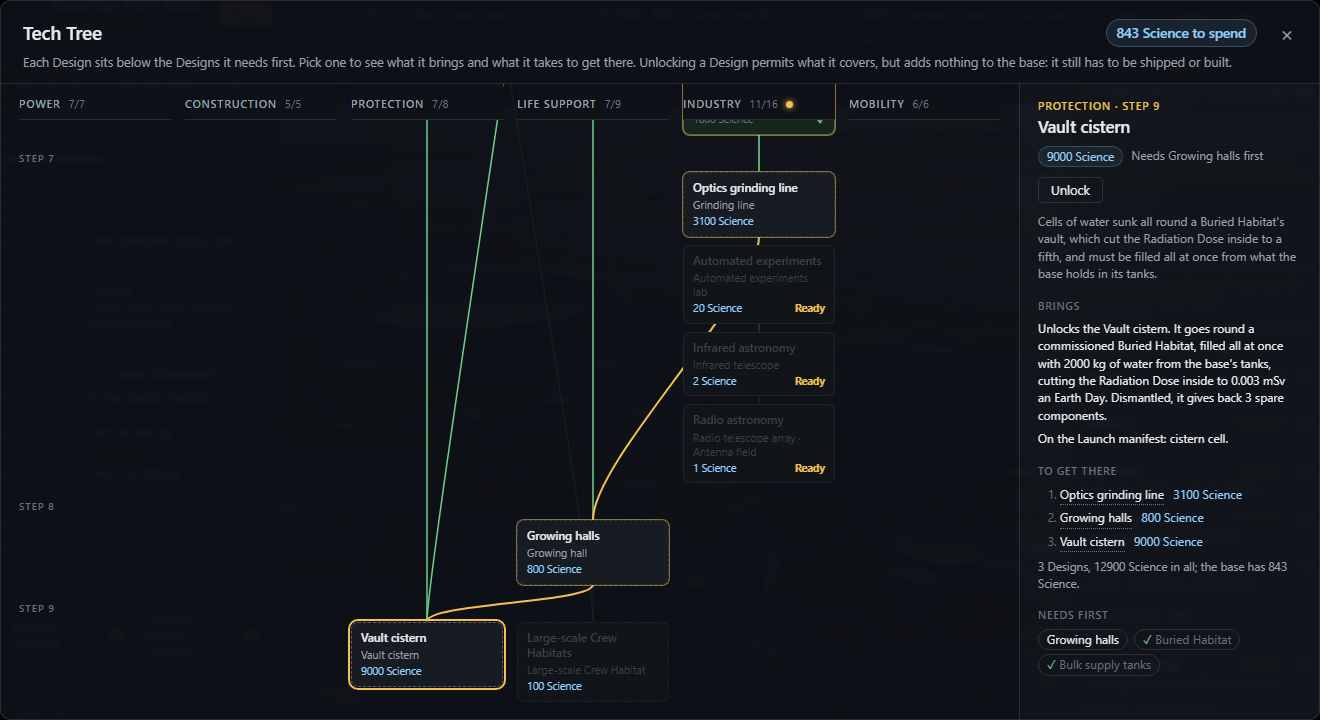 Tech Tree
843 Science to spend
×
Each Design sits below the Designs it needs first. Pick one to see what it brings and what it takes to get there. Unlocking a Design permits what it covers, but adds nothing to the base: it still has to be shipped or built.
POWER 7/7
CONSTRUCTION 5/5
PROTECTION 7/8
LIFE SUPPORT 7/9
INDUSTRY 11/16
MOBILITY 6/6
STEP 7
Optics grinding line
Grinding line
3100 Science
Automated experiments
Automated experiments
lab
20 Science Ready
Infrared astronomy
Infrared telescope
2 Science Ready
Radio astronomy
Radio telescope array ·
Antenna field
1 Science Ready
STEP 8
Growing halls
Growing hall
800 Science
STEP 9
Vault cistern
Vault cistern
9000 Science
Large-scale Crew
Habitats
Large-scale Crew Habitat
100 Science
PROTECTION · STEP 9
Vault cistern
9000 Science Needs Growing halls first
Unlock
Cells of water sunk all round a Buried Habitat's
vault, which cut the Radiation Dose inside to a
fifth, and must be filled all at once from what the
base holds in its tanks.
BRINGS
Unlocks the Vault cistern. It goes round a
commissioned Buried Habitat, filled all at once
with 2000 kg of water from the base's tanks,
cutting the Radiation Dose inside to 0.003 mSv
an Earth Day. Dismantled, it gives back 3 spare
components.
On the Launch manifest: cistern cell.
TO GET THERE
1. Optics grinding line 3100 Science
2. Growing halls 800 Science
3. Vault cistern 9000 Science
3 Designs, 12900 Science in all; the base has 843
Science.
NEEDS FIRST
Growing halls
✓ Buried Habitat
✓ Bulk supply tanks